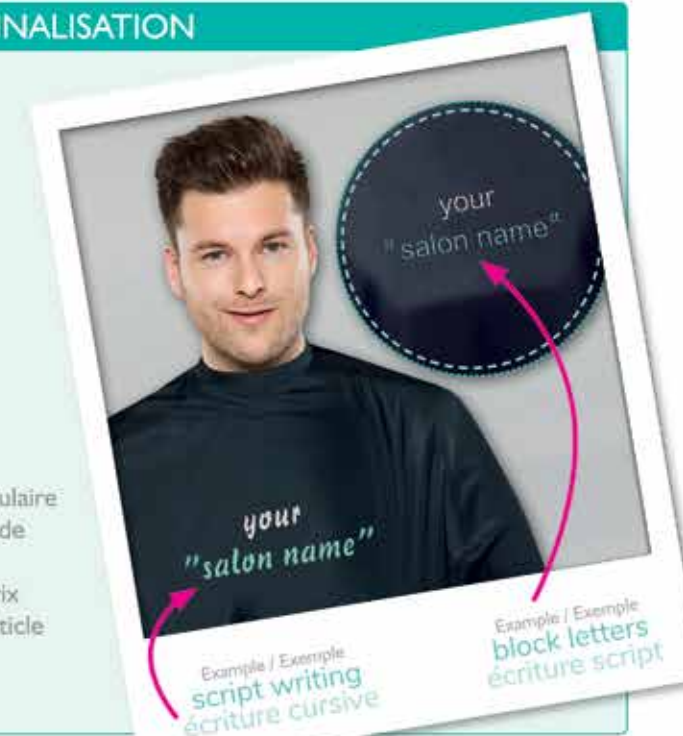 NALISATION
your
"salon name"
ulaire
de
ix
ticle
your
"salon name"
Example / Exemple
script writing
écriture cursive
Example / Exemple
block letters
écriture script